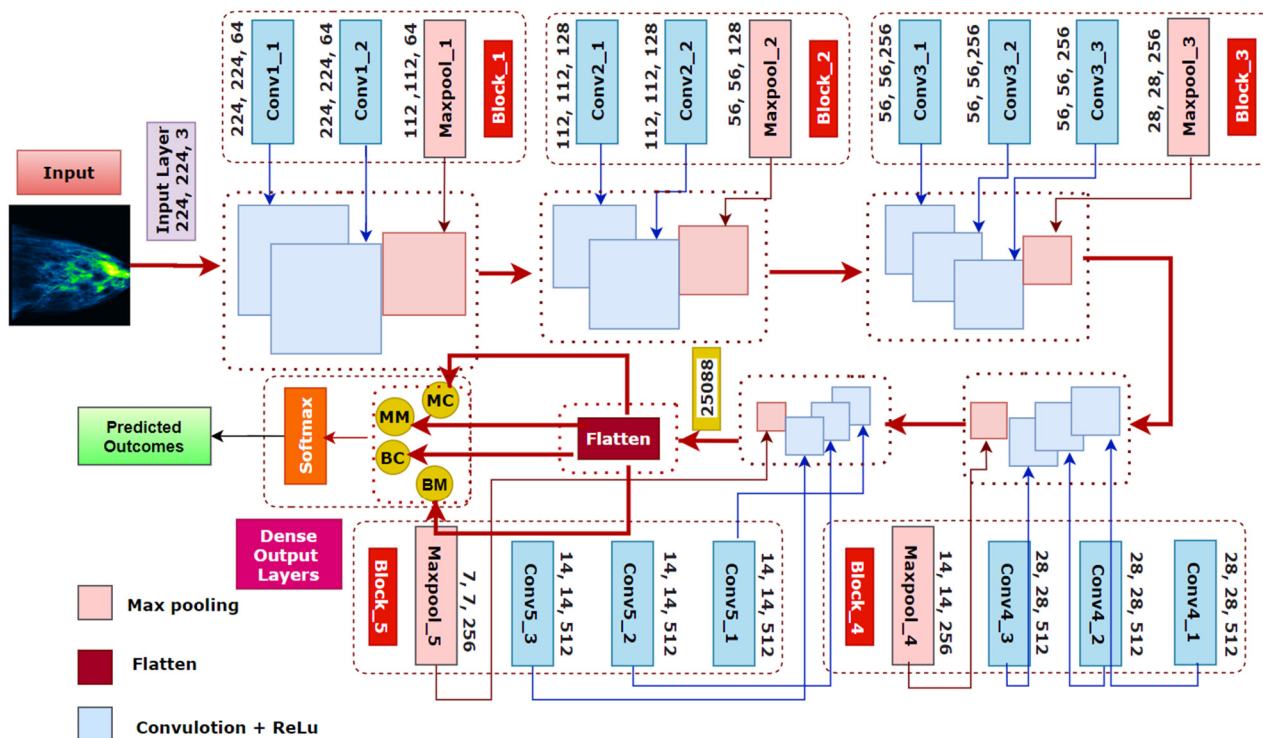 224, 224, 64
Conv1_1
224, 224, 64
Conv1_2
112 ,112, 64
Maxpool_1
Block_1
112, 112, 128
Conv2_1
112, 112, 128
Conv2_2
56, 56, 128
Maxpool_2
Block_2
56, 56,256
Conv3_1
56, 56,256
Conv3_2
56, 56, 256
Conv3_3
28, 28, 256
Maxpool_3
Block_3
Input
Input Layer
224, 224, 3
25088
MC
MM
BC
BM
Flatten
Softmax
Predicted
Outcomes
Dense
Output
Layers
Block_5
Maxpool_5
7, 7, 256
Conv5_3
14, 14, 512
Conv5_2
14, 14, 512
Conv5_1
14, 14, 512
Block_4
Maxpool_4
14, 14, 256
Conv4_3
28, 28, 512
Conv4_2
28, 28, 512
Conv4_1
28, 28, 512
Max pooling
Flatten
Convulotion + ReLu